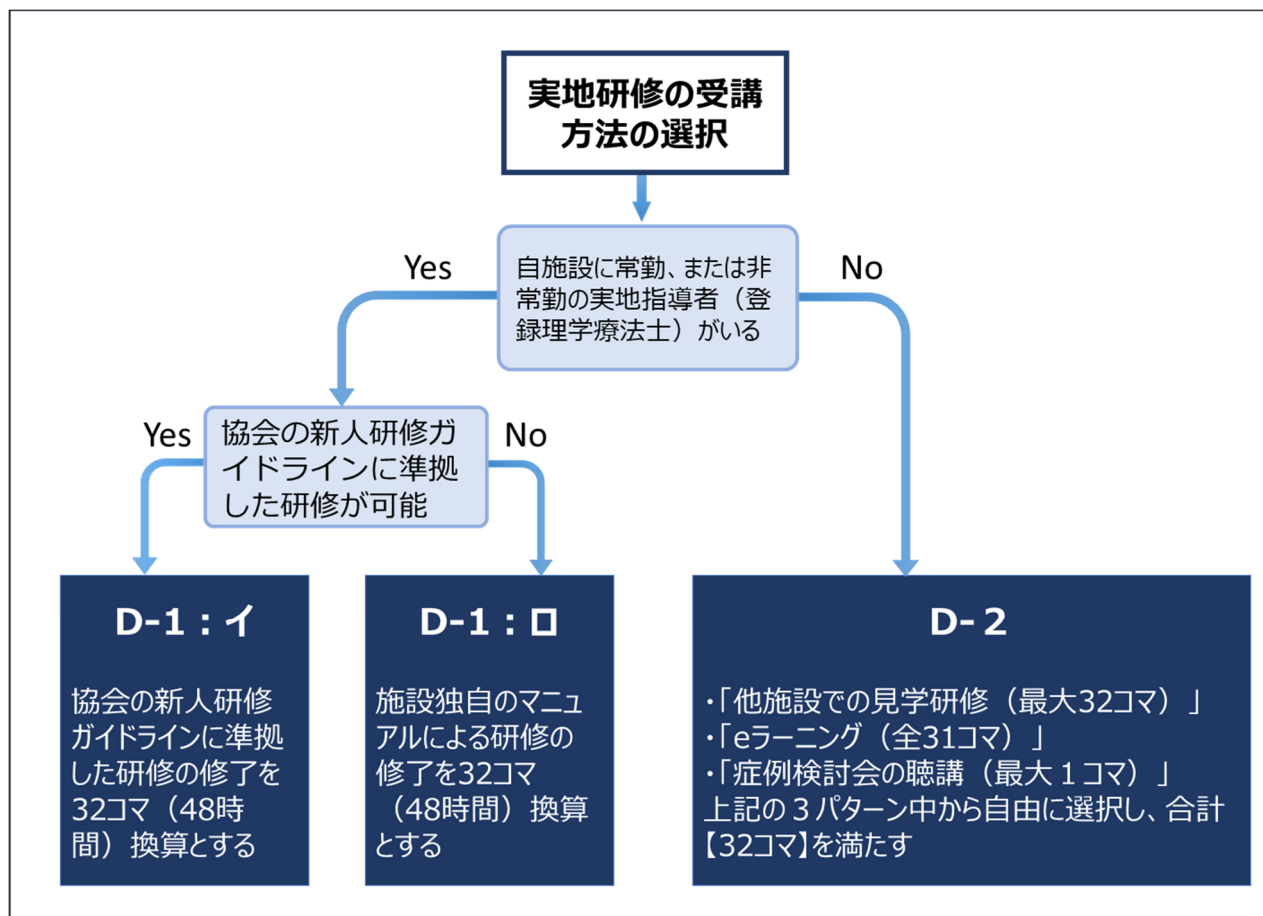 実地研修の受講
方法の選択
Yes
自施設に常勤、または非
常勤の実地指導者（登
録理学療法士）がいる
No
Yes
協会の新人研修ガ
イドラインに準拠
した研修が可能
No
D-1：イ
協会の新人研修
ガイドラインに準拠
した研修の修了を
32コマ（48時
間）換算とする
D-1：ロ
施設独自のマニュ
アルによる研修の
修了を32コマ
（48時間）換算
とする
D-２
・「他施設での見学研修（最大32コマ）」
・「eラーニング（全31コマ）」
・「症例検討会の聴講（最大１コマ）」
上記の３パターン中から自由に選択し、合計
【32コマ】を満たす